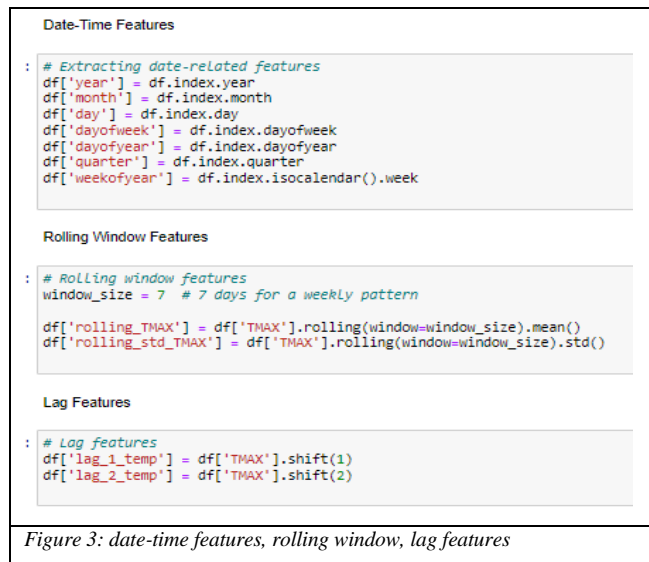 Date-Time Features
: # Extracting date-related features
df['year'] = df.index.year
df['month'] = df.index.month
df['day'] = df.index.day
df['dayofweek'] = df.index.dayofweek
df['dayofyear'] = df.index.dayofyear
df['quarter'] = df.index.quarter
df['weekofyear'] = df.index.isocalendar().week
Rolling Window Features
: # Rolling window features
window_size = 7  # 7 days for a weekly pattern
df['rolling_TMAX'] = df['TMAX'].rolling(window=window_size).mean()
df['rolling_std_TMAX'] = df['TMAX'].rolling(window=window_size).std()
Lag Features
: # Lag features
df['lag_1_temp'] = df['TMAX'].shift(1)
df['lag_2_temp'] = df['TMAX'].shift(2)
Figure 3: date-time features, rolling window, lag features